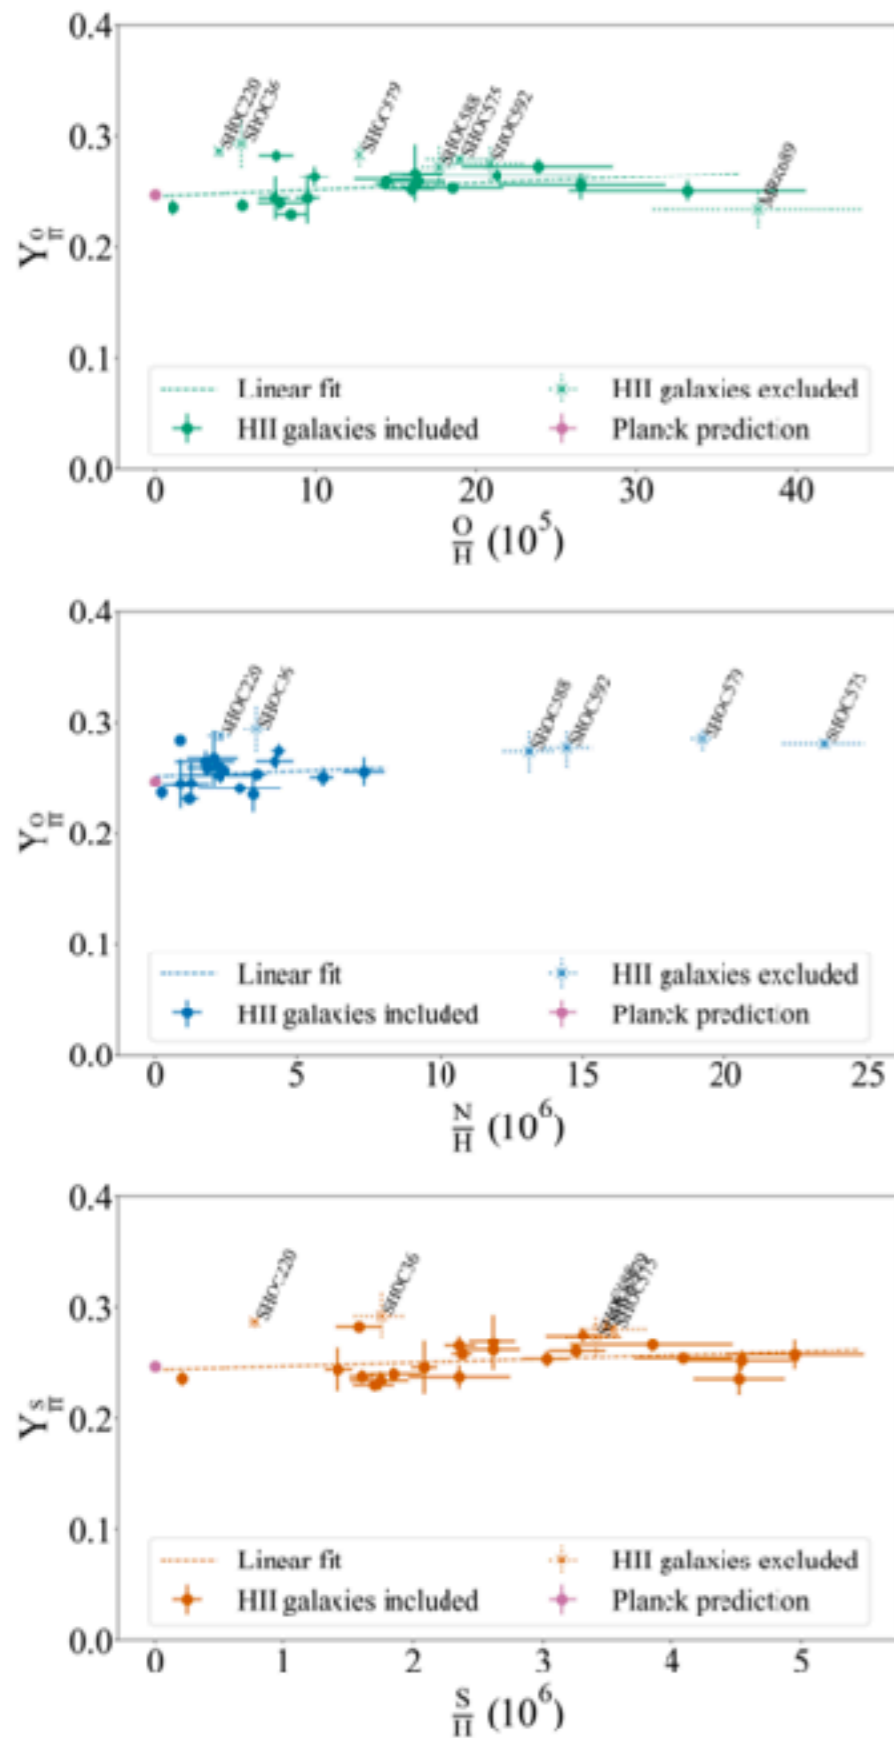 0.4
SHOC220
SHOC36
SHOC579
SHOC588
SHOC575
SHOC592
MRK689
0.3
0.2
0.1
0.0
Y O/H
Linear fit
HII galaxies included
HII galaxies excluded
Planck prediction
0 10 20 30 40
O/H (10^5)
0.4
SHOC220
SHOC36
SHOC588
SHOC592
SHOC579
SHOC575
0.3
0.2
0.1
0.0
Y O/H
Linear fit
HII galaxies included
HII galaxies excluded
Planck prediction
0 5 10 15 20 25
N/H (10^6)
0.4
SHOC220
SHOC36
SHOC575
0.3
0.2
0.1
0.0
Y S/H
Linear fit
HII galaxies included
HII galaxies excluded
Planck prediction
0 1 2 3 4 5
S/H (10^6)